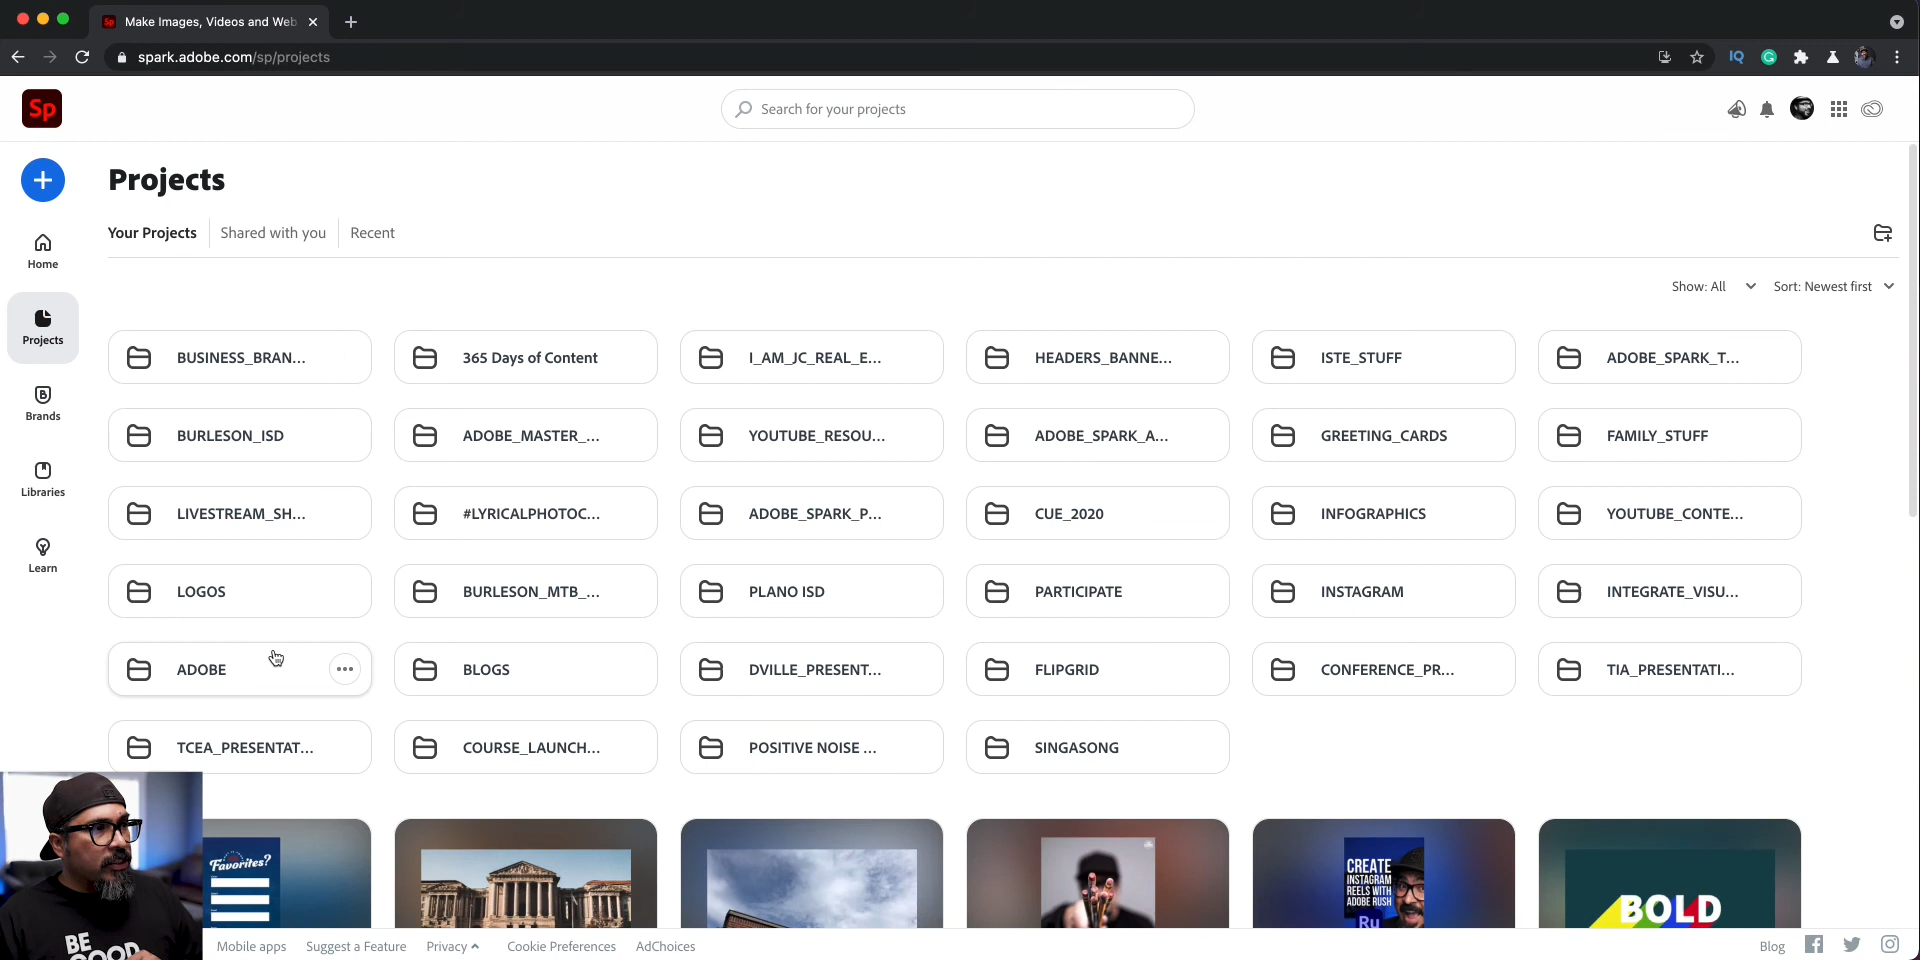 Make Images, Videos and Web
spark.adobe.com/sp/projects
IQ
Sp
Search for your projects
Projects
Your Projects
Shared with you
Recent
Home
Projects
Brands
Libraries
Learn
Show: All
Sort: Newest first
BUSINESS_BRAN...
365 Days of Content
I_AM_JC_REAL_E...
HEADERS_BANNE...
ISTE_STUFF
ADOBE_SPARK_T...
BURLESON_ISD
ADOBE_MASTER_...
YOUTUBE_RESOU...
ADOBE_SPARK_A...
GREETING_CARDS
FAMILY_STUFF
LIVESTREAM_SH...
#LYRICALPHOTOC...
ADOBE_SPARK_P...
CUE_2020
INFOGRAPHICS
YOUTUBE_CONTE...
LOGOS
BURLESON_MTB_...
PLANO ISD
PARTICIPATE
INSTAGRAM
INTEGRATE_VISU...
ADOBE
BLOGS
DVILLE_PRESENT...
FLIPGRID
CONFERENCE_PR...
TIA_PRESENTATI...
TCEA_PRESENTAT...
COURSE_LAUNCH...
POSITIVE NOISE ...
SINGASONG
Favorites?
CREATE
INSTAGRAM
REELS WITH
ADOBE RUSH
Ru
BOLD
BE
GOOD
Mobile apps
Suggest a Feature
Privacy
Cookie Preferences
AdChoices
Blog